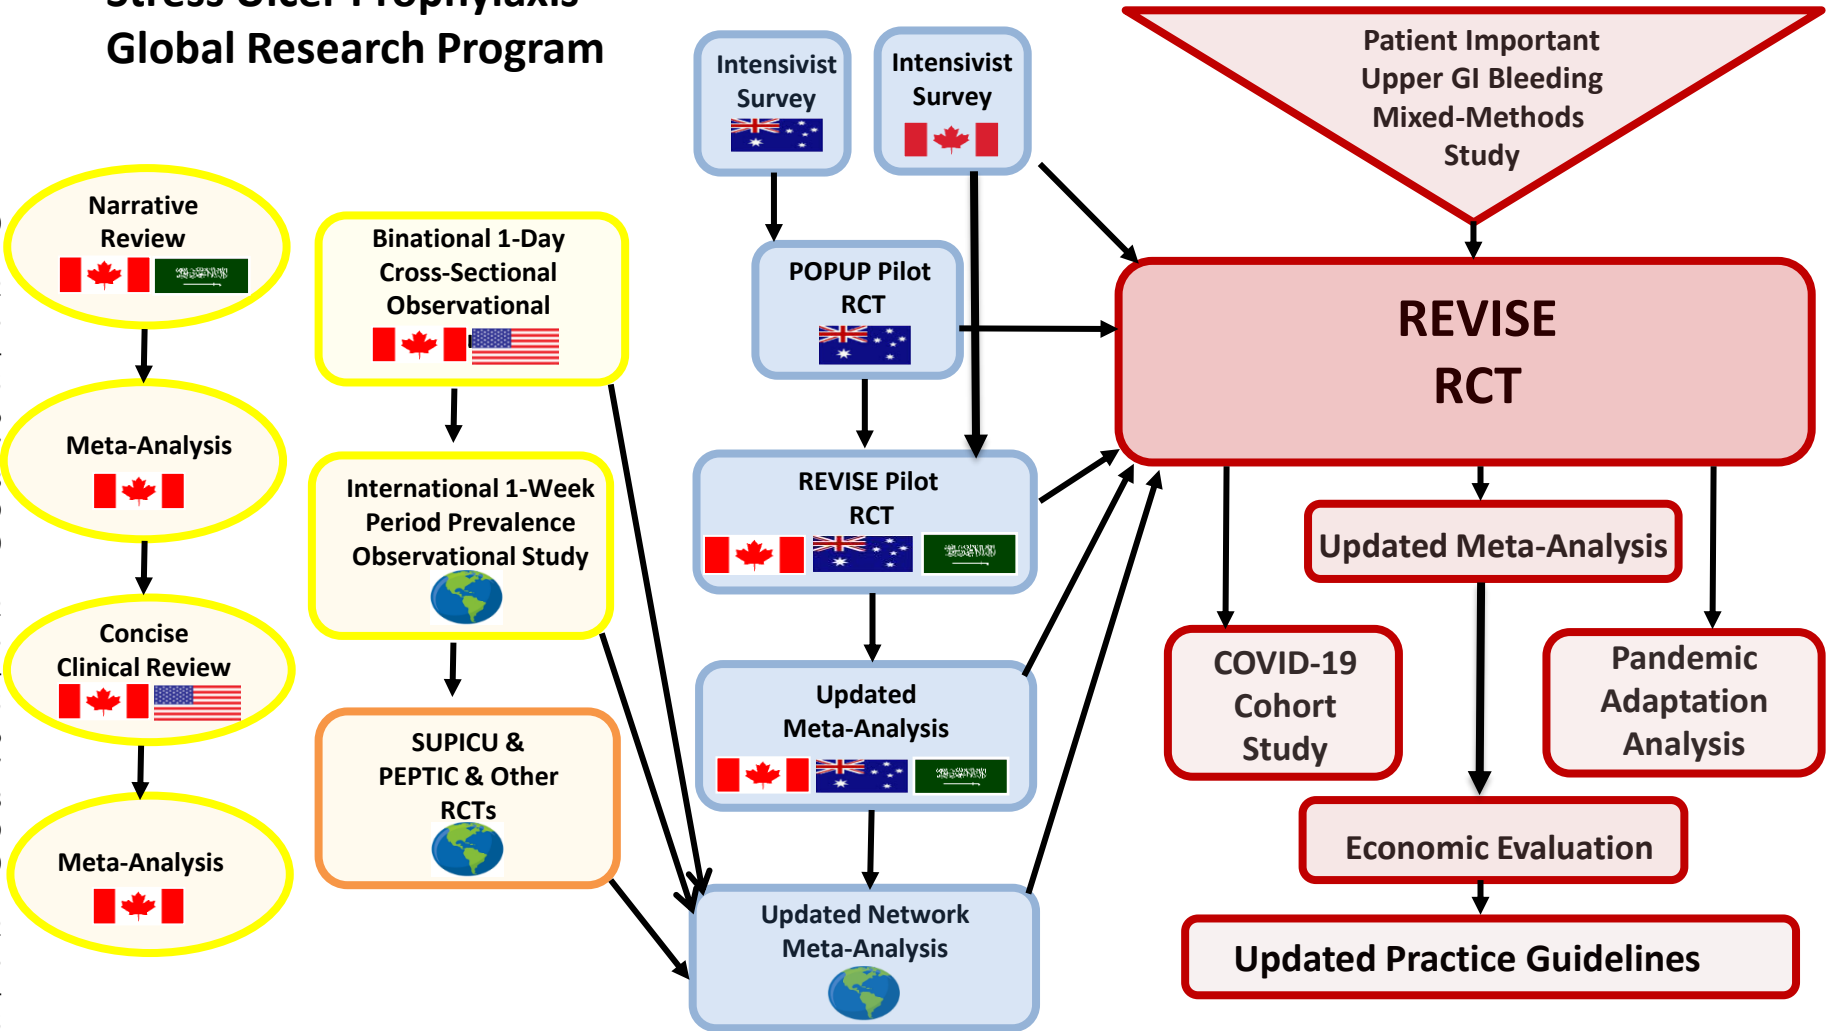 Stress Ulcer Prophylaxis
Global Research Program
Narrative
Review
Meta-Analysis
Concise
Clinical Review
Meta-Analysis
Binational 1-Day
Cross-Sectional
Observational
International 1-Week
Period Prevalence
Observational Study
SUPICU &
PEPTIC & Other
RCTs
Intensivist
Survey
Intensivist
Survey
POPUP Pilot
RCT
REVISE Pilot
RCT
Updated
Meta-Analysis
Updated Network
Meta-Analysis
Patient Important
Upper GI Bleeding
Mixed-Methods
Study
REVISE
RCT
Updated Meta-Analysis
COVID-19
Cohort
Study
Pandemic
Adaptation
Analysis
Economic Evaluation
Updated Practice Guidelines